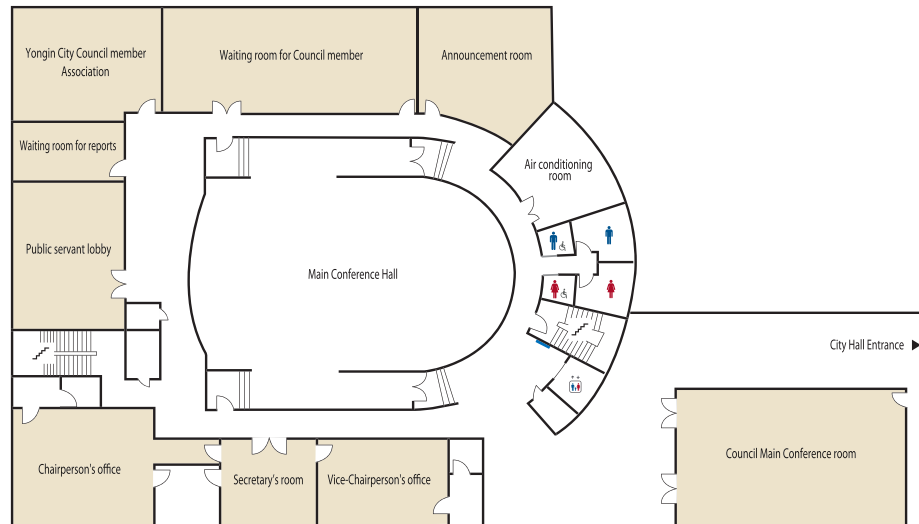 Yongin City Council member
Association
Waiting room for Council member
Announcement room
Waiting room for reports
Air conditioning
room
Public servant lobby
Main Conference Hall
City Hall Entrance
Chairperson's office
Secretary's room
Vice-Chairperson's office
Council Main Conference room